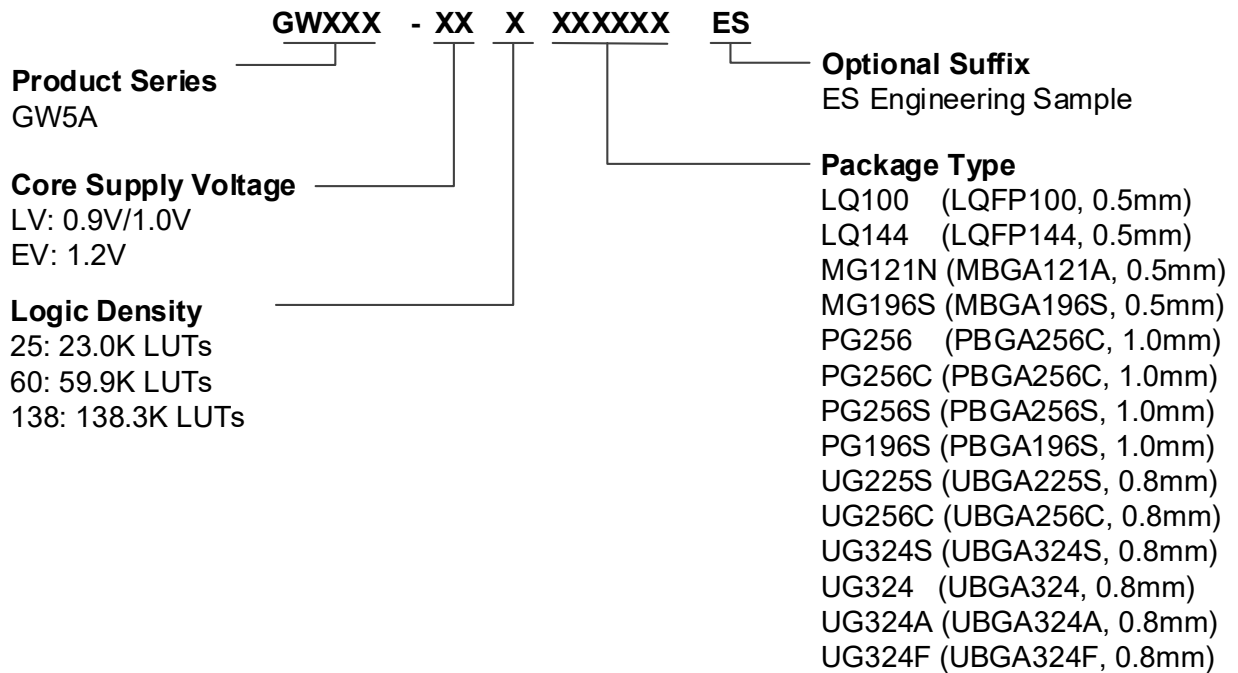 GWXXX - XX X XXXXXX ES
Product Series
GW5A
Core Supply Voltage
LV: 0.9V/1.0V
EV: 1.2V
Logic Density
25: 23.0K LUTs
60: 59.9K LUTs
138: 138.3K LUTs
Optional Suffix
ES Engineering Sample
Package Type
LQ100 (LQFP100, 0.5mm)
LQ144 (LQFP144, 0.5mm)
MG121N (MBGA121A, 0.5mm)
MG196S (MBGA196S, 0.5mm)
PG256 (PBGA256C, 1.0mm)
PG256C (PBGA256C, 1.0mm)
PG256S (PBGA256S, 1.0mm)
PG196S (PBGA196S, 1.0mm)
UG225S (UBGA225S, 0.8mm)
UG256C (UBGA256C, 0.8mm)
UG324S (UBGA324S, 0.8mm)
UG324 (UBGA324, 0.8mm)
UG324A (UBGA324A, 0.8mm)
UG324F (UBGA324F, 0.8mm)